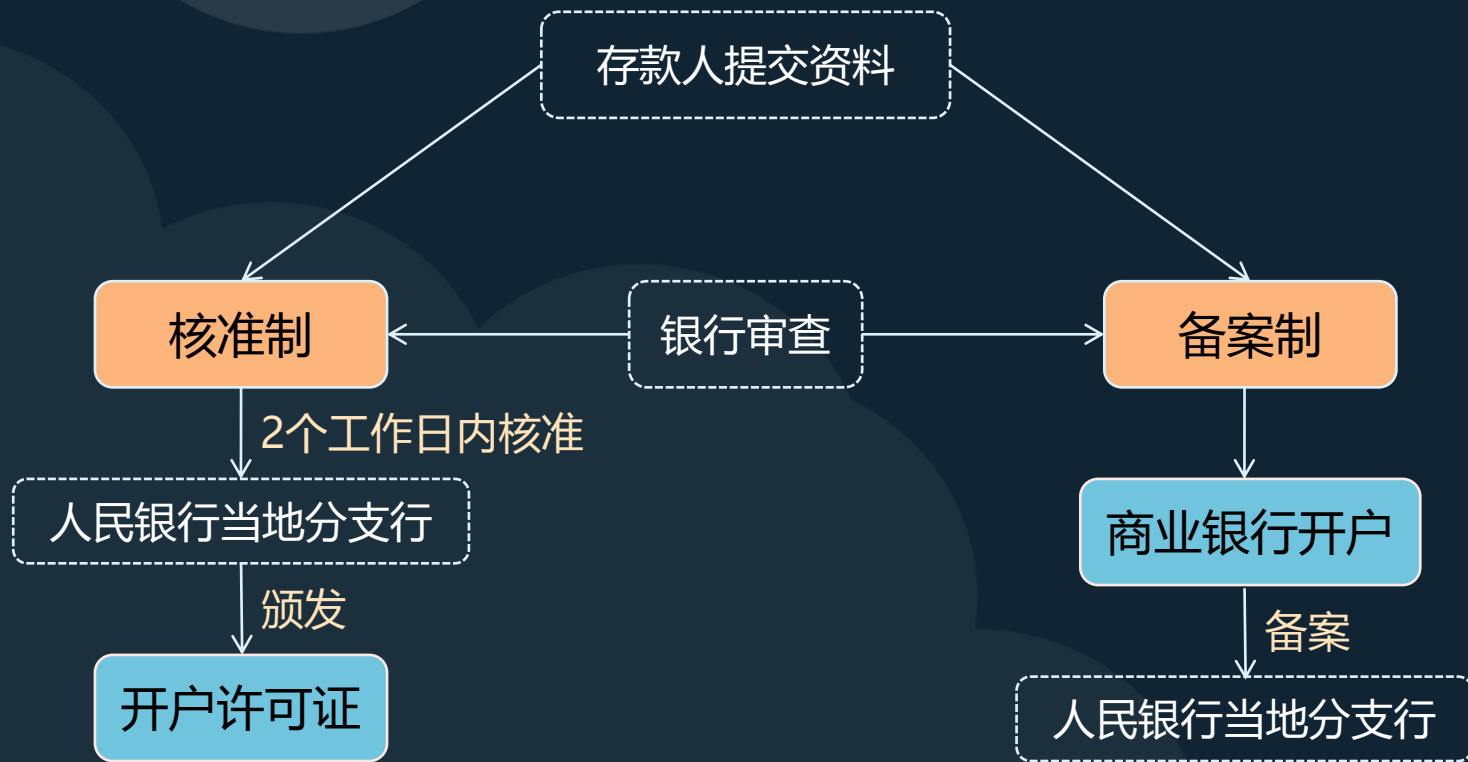 存款人提交资料
核准制
银行审查
备案制
2个工作日内核准
人民银行当地分支行
商业银行开户
颁发
备案
开户许可证
人民银行当地分支行